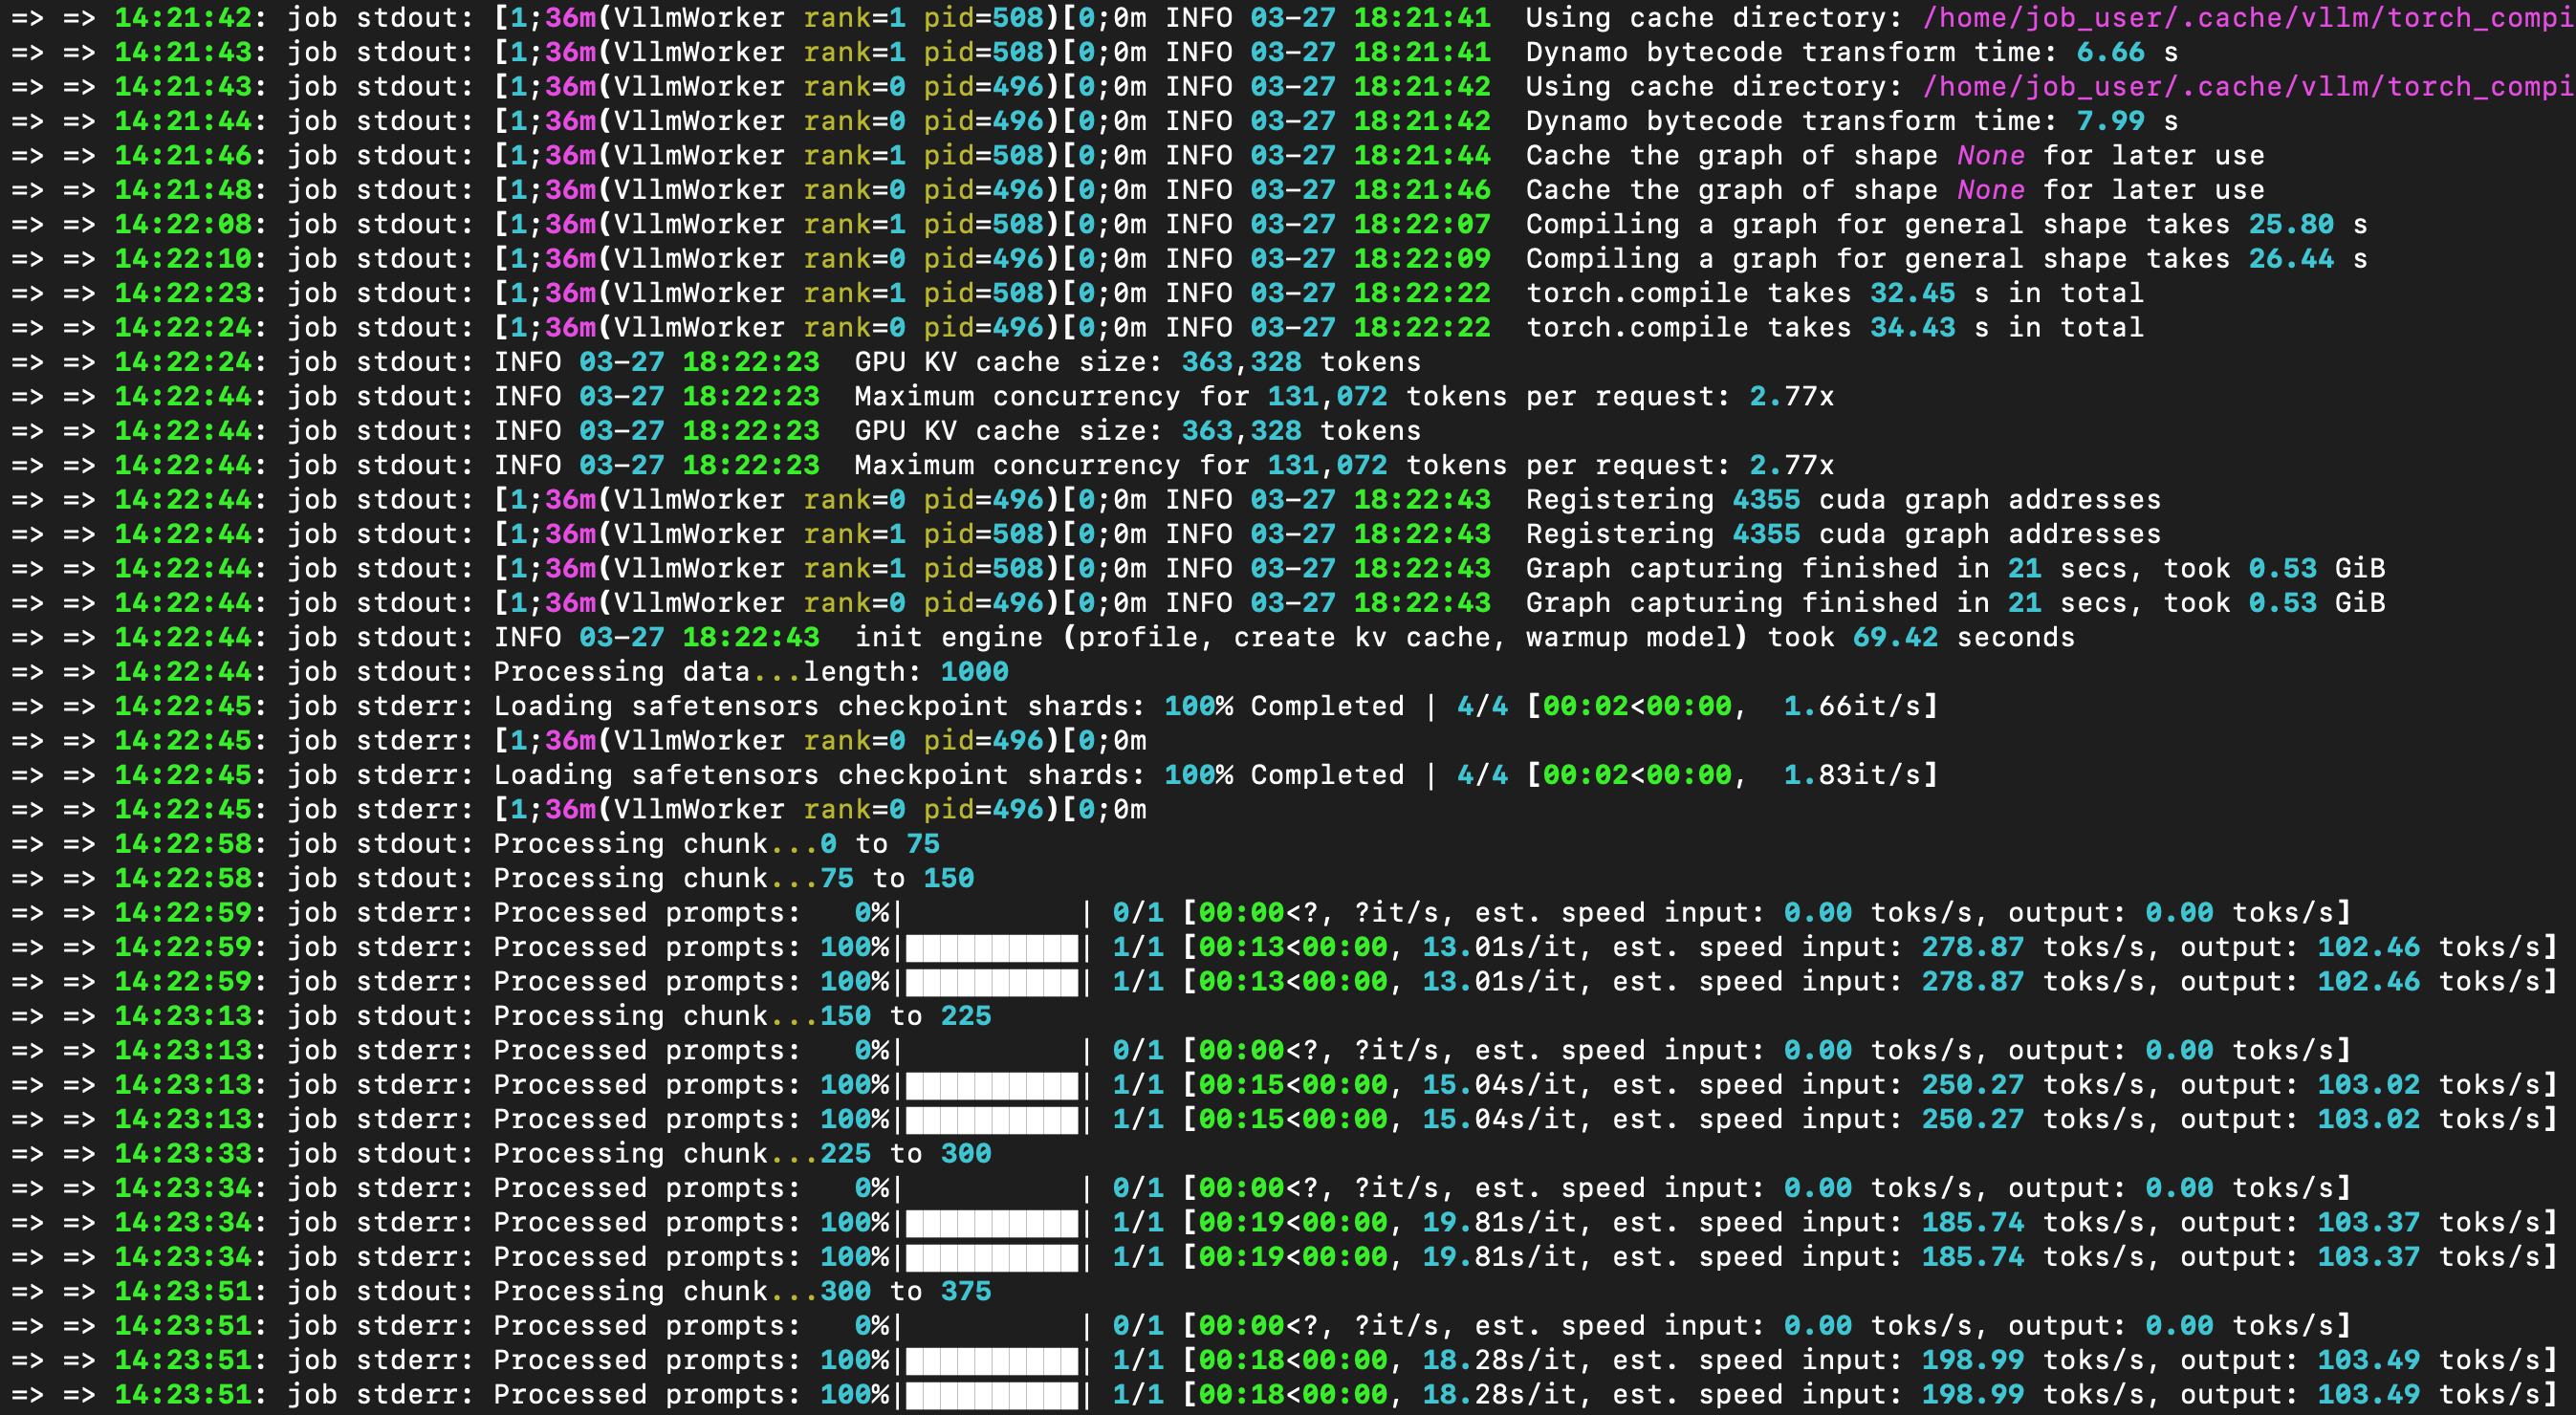 => => 14:21:42: job stdout: [1;36m(VllmWorker rank=1 pid=508)[0;0m INFO 03-27 18:21:41  Using cache directory: /home/job_user/.cache/vllm/torch_compi
=> => 14:21:43: job stdout: [1;36m(VllmWorker rank=1 pid=508)[0;0m INFO 03-27 18:21:41  Dynamo bytecode transform time: 6.66 s
=> => 14:21:43: job stdout: [1;36m(VllmWorker rank=0 pid=496)[0;0m INFO 03-27 18:21:42  Using cache directory: /home/job_user/.cache/vllm/torch_compi
=> => 14:21:44: job stdout: [1;36m(VllmWorker rank=0 pid=496)[0;0m INFO 03-27 18:21:42  Dynamo bytecode transform time: 7.99 s
=> => 14:21:46: job stdout: [1;36m(VllmWorker rank=1 pid=508)[0;0m INFO 03-27 18:21:44  Cache the graph of shape None for later use
=> => 14:21:48: job stdout: [1;36m(VllmWorker rank=0 pid=496)[0;0m INFO 03-27 18:21:46  Cache the graph of shape None for later use
=> => 14:22:08: job stdout: [1;36m(VllmWorker rank=1 pid=508)[0;0m INFO 03-27 18:22:07  Compiling a graph for general shape takes 25.80 s
=> => 14:22:10: job stdout: [1;36m(VllmWorker rank=0 pid=496)[0;0m INFO 03-27 18:22:09  Compiling a graph for general shape takes 26.44 s
=> => 14:22:23: job stdout: [1;36m(VllmWorker rank=1 pid=508)[0;0m INFO 03-27 18:22:22  torch.compile takes 32.45 s in total
=> => 14:22:24: job stdout: [1;36m(VllmWorker rank=0 pid=496)[0;0m INFO 03-27 18:22:22  torch.compile takes 34.43 s in total
=> => 14:22:24: job stdout: INFO 03-27 18:22:23  GPU KV cache size: 363,328 tokens
=> => 14:22:44: job stdout: INFO 03-27 18:22:23  Maximum concurrency for 131,072 tokens per request: 2.77x
=> => 14:22:44: job stdout: INFO 03-27 18:22:23  GPU KV cache size: 363,328 tokens
=> => 14:22:44: job stdout: INFO 03-27 18:22:23  Maximum concurrency for 131,072 tokens per request: 2.77x
=> => 14:22:44: job stdout: [1;36m(VllmWorker rank=0 pid=496)[0;0m INFO 03-27 18:22:43  Registering 4355 cuda graph addresses
=> => 14:22:44: job stdout: [1;36m(VllmWorker rank=1 pid=508)[0;0m INFO 03-27 18:22:43  Registering 4355 cuda graph addresses
=> => 14:22:44: job stdout: [1;36m(VllmWorker rank=1 pid=508)[0;0m INFO 03-27 18:22:43  Graph capturing finished in 21 secs, took 0.53 GiB
=> => 14:22:44: job stdout: [1;36m(VllmWorker rank=0 pid=496)[0;0m INFO 03-27 18:22:43  Graph capturing finished in 21 secs, took 0.53 GiB
=> => 14:22:44: job stdout: INFO 03-27 18:22:43  init engine (profile, create kv cache, warmup model) took 69.42 seconds
=> => 14:22:44: job stdout: Processing data...length: 1000
=> => 14:22:45: job stderr: Loading safetensors checkpoint shards: 100% Completed | 4/4 [00:02<00:00,  1.66it/s]
=> => 14:22:45: job stderr: [1;36m(VllmWorker rank=0 pid=496)[0;0m
=> => 14:22:45: job stderr: Loading safetensors checkpoint shards: 100% Completed | 4/4 [00:02<00:00,  1.83it/s]
=> => 14:22:45: job stderr: [1;36m(VllmWorker rank=0 pid=496)[0;0m
=> => 14:22:58: job stdout: Processing chunk...0 to 75
=> => 14:22:58: job stdout: Processing chunk...75 to 150
=> => 14:22:59: job stderr: Processed prompts:   0%|          | 0/1 [00:00<?, ?it/s, est. speed input: 0.00 toks/s, output: 0.00 toks/s]
=> => 14:22:59: job stderr: Processed prompts: 100%|██████████| 1/1 [00:13<00:00, 13.01s/it, est. speed input: 278.87 toks/s, output: 102.46 toks/s]
=> => 14:22:59: job stderr: Processed prompts: 100%|██████████| 1/1 [00:13<00:00, 13.01s/it, est. speed input: 278.87 toks/s, output: 102.46 toks/s]
=> => 14:23:13: job stdout: Processing chunk...150 to 225
=> => 14:23:13: job stderr: Processed prompts:   0%|          | 0/1 [00:00<?, ?it/s, est. speed input: 0.00 toks/s, output: 0.00 toks/s]
=> => 14:23:13: job stderr: Processed prompts: 100%|██████████| 1/1 [00:15<00:00, 15.04s/it, est. speed input: 250.27 toks/s, output: 103.02 toks/s]
=> => 14:23:13: job stderr: Processed prompts: 100%|██████████| 1/1 [00:15<00:00, 15.04s/it, est. speed input: 250.27 toks/s, output: 103.02 toks/s]
=> => 14:23:33: job stdout: Processing chunk...225 to 300
=> => 14:23:34: job stderr: Processed prompts:   0%|          | 0/1 [00:00<?, ?it/s, est. speed input: 0.00 toks/s, output: 0.00 toks/s]
=> => 14:23:34: job stderr: Processed prompts: 100%|██████████| 1/1 [00:19<00:00, 19.81s/it, est. speed input: 185.74 toks/s, output: 103.37 toks/s]
=> => 14:23:34: job stderr: Processed prompts: 100%|██████████| 1/1 [00:19<00:00, 19.81s/it, est. speed input: 185.74 toks/s, output: 103.37 toks/s]
=> => 14:23:51: job stdout: Processing chunk...300 to 375
=> => 14:23:51: job stderr: Processed prompts:   0%|          | 0/1 [00:00<?, ?it/s, est. speed input: 0.00 toks/s, output: 0.00 toks/s]
=> => 14:23:51: job stderr: Processed prompts: 100%|██████████| 1/1 [00:18<00:00, 18.28s/it, est. speed input: 198.99 toks/s, output: 103.49 toks/s]
=> => 14:23:51: job stderr: Processed prompts: 100%|██████████| 1/1 [00:18<00:00, 18.28s/it, est. speed input: 198.99 toks/s, output: 103.49 toks/s]